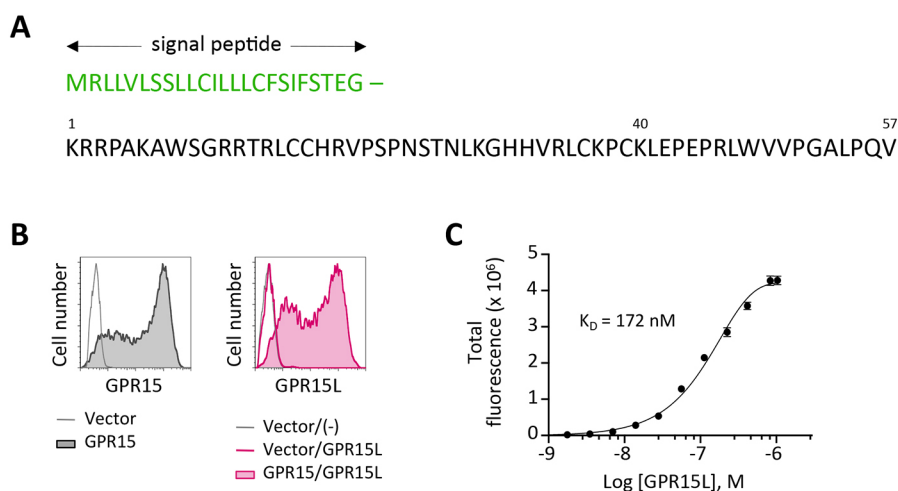 A
signal peptide
MRLLVLSSLLCILLLCFSIFSTEG –
1 40 57
KRRPAKAWSGRRTRLCCHRVPSPNSTNLKGHHVRLCKPCKLEPEPRLWVVPGALPQV
B
Cell number
GPR15
Vector
GPR15
Cell number
GPR15L
Vector/(-)
Vector/GPR15L
GPR15/GPR15L
C
Total
fluorescence (x 10⁶)
5
4
3
2
1
0
K_D = 172 nM
-9 -8 -7 -6
Log [GPR15L], M